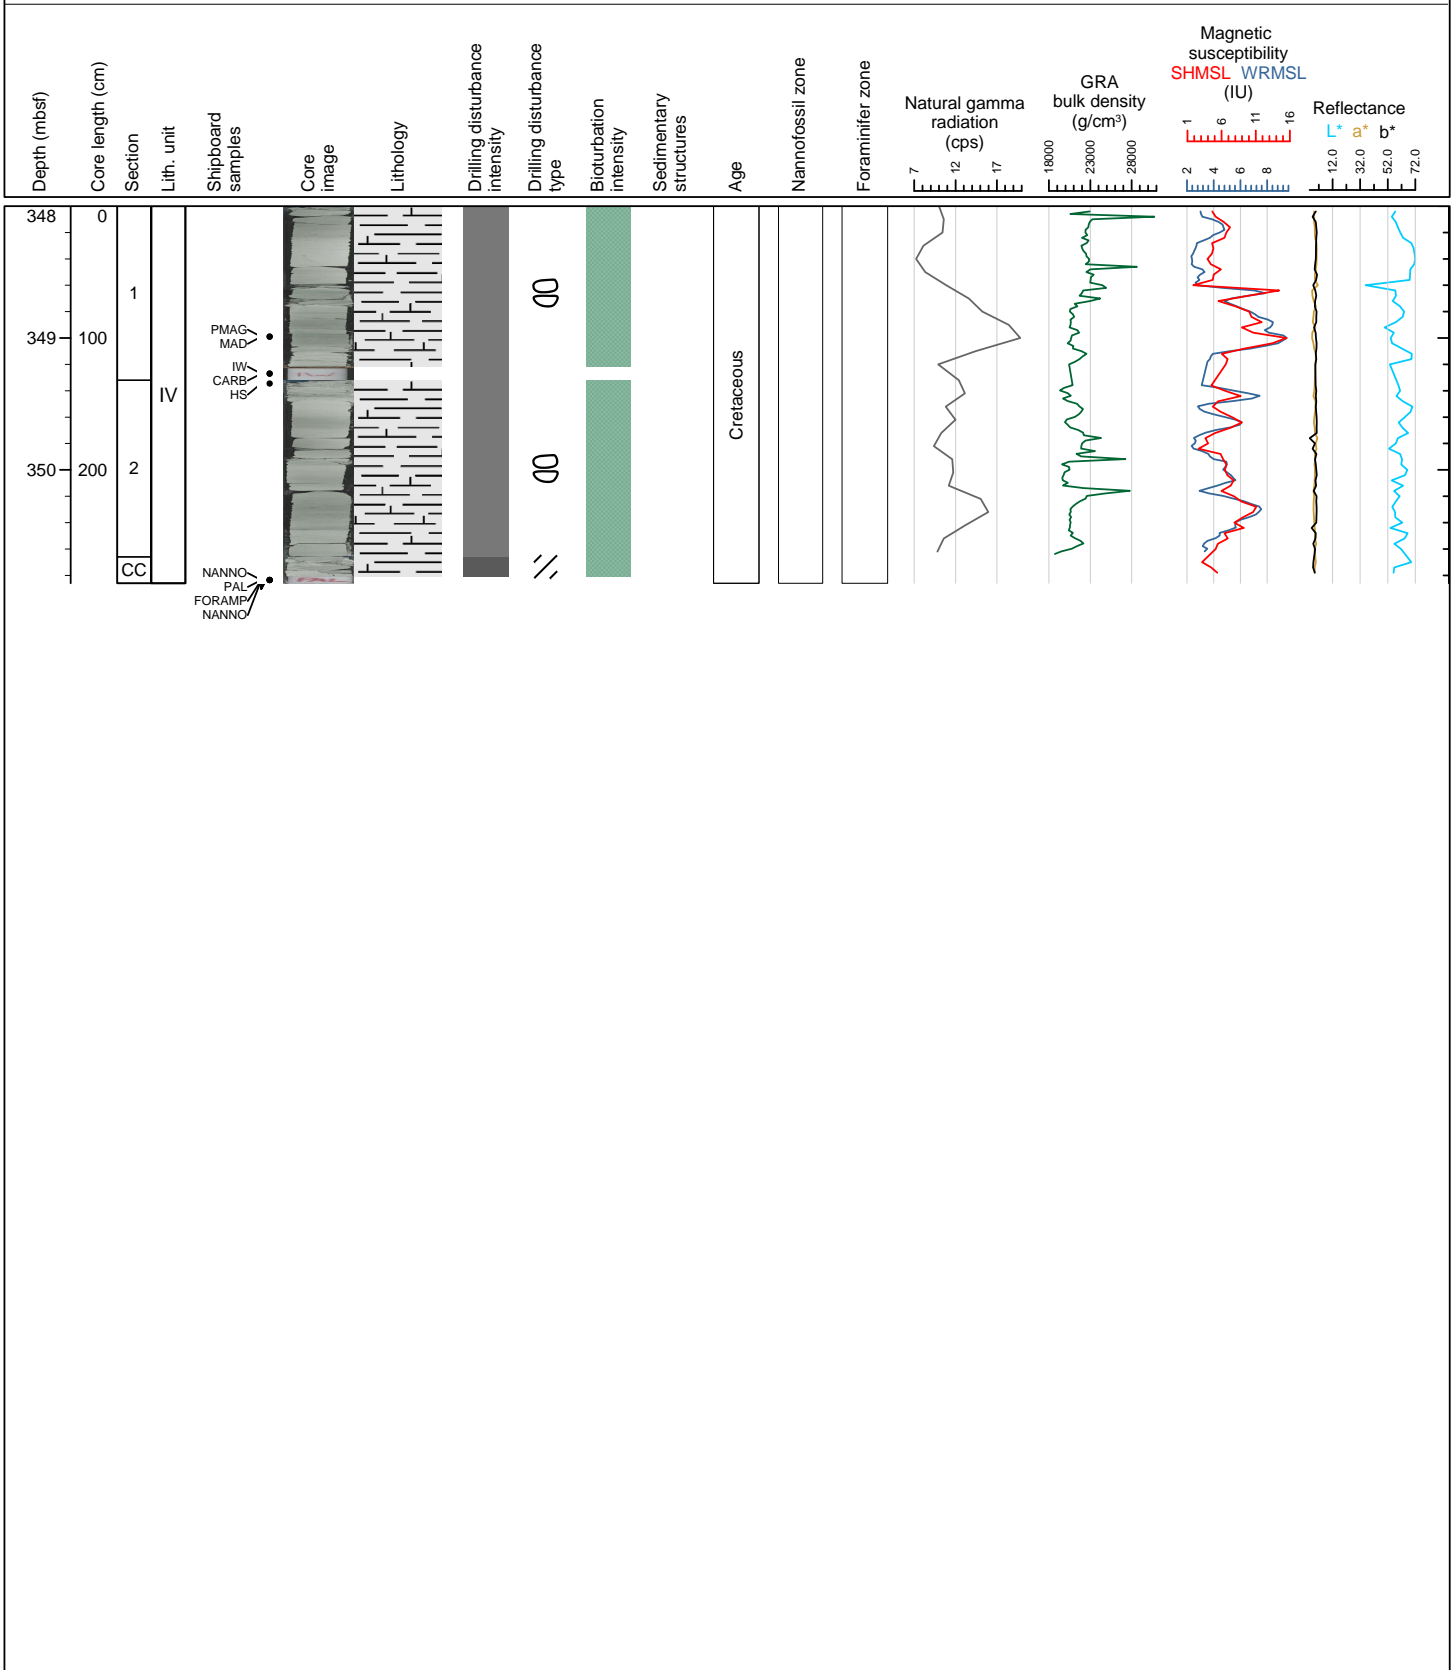 Depth (mbsf)
Core length (cm)
Section
Lith. unit
Shipboard
samples
Core
image
Lithology
Drilling disturbance
intensity
Drilling disturbance
type
Bioturbation
intensity
Sedimentary
structures
Age
Nannofossil zone
Foraminifer zone
Natural gamma
radiation
(cps)
7 12 17
GRA
bulk density
(g/cm³)
18000 23000 28000
Magnetic
susceptibility
SHMSL WRMSL
(IU)
1 6 11 16
2 4 6 8
Reflectance
L* a* b*
12.0 32.0 52.0 72.0
348 0
1
PMAG
349 100
MAD
IW
CARB
HS
IV
Cretaceous
350 200
2
CC
NANNO
PAL
FORAMP
NANNO